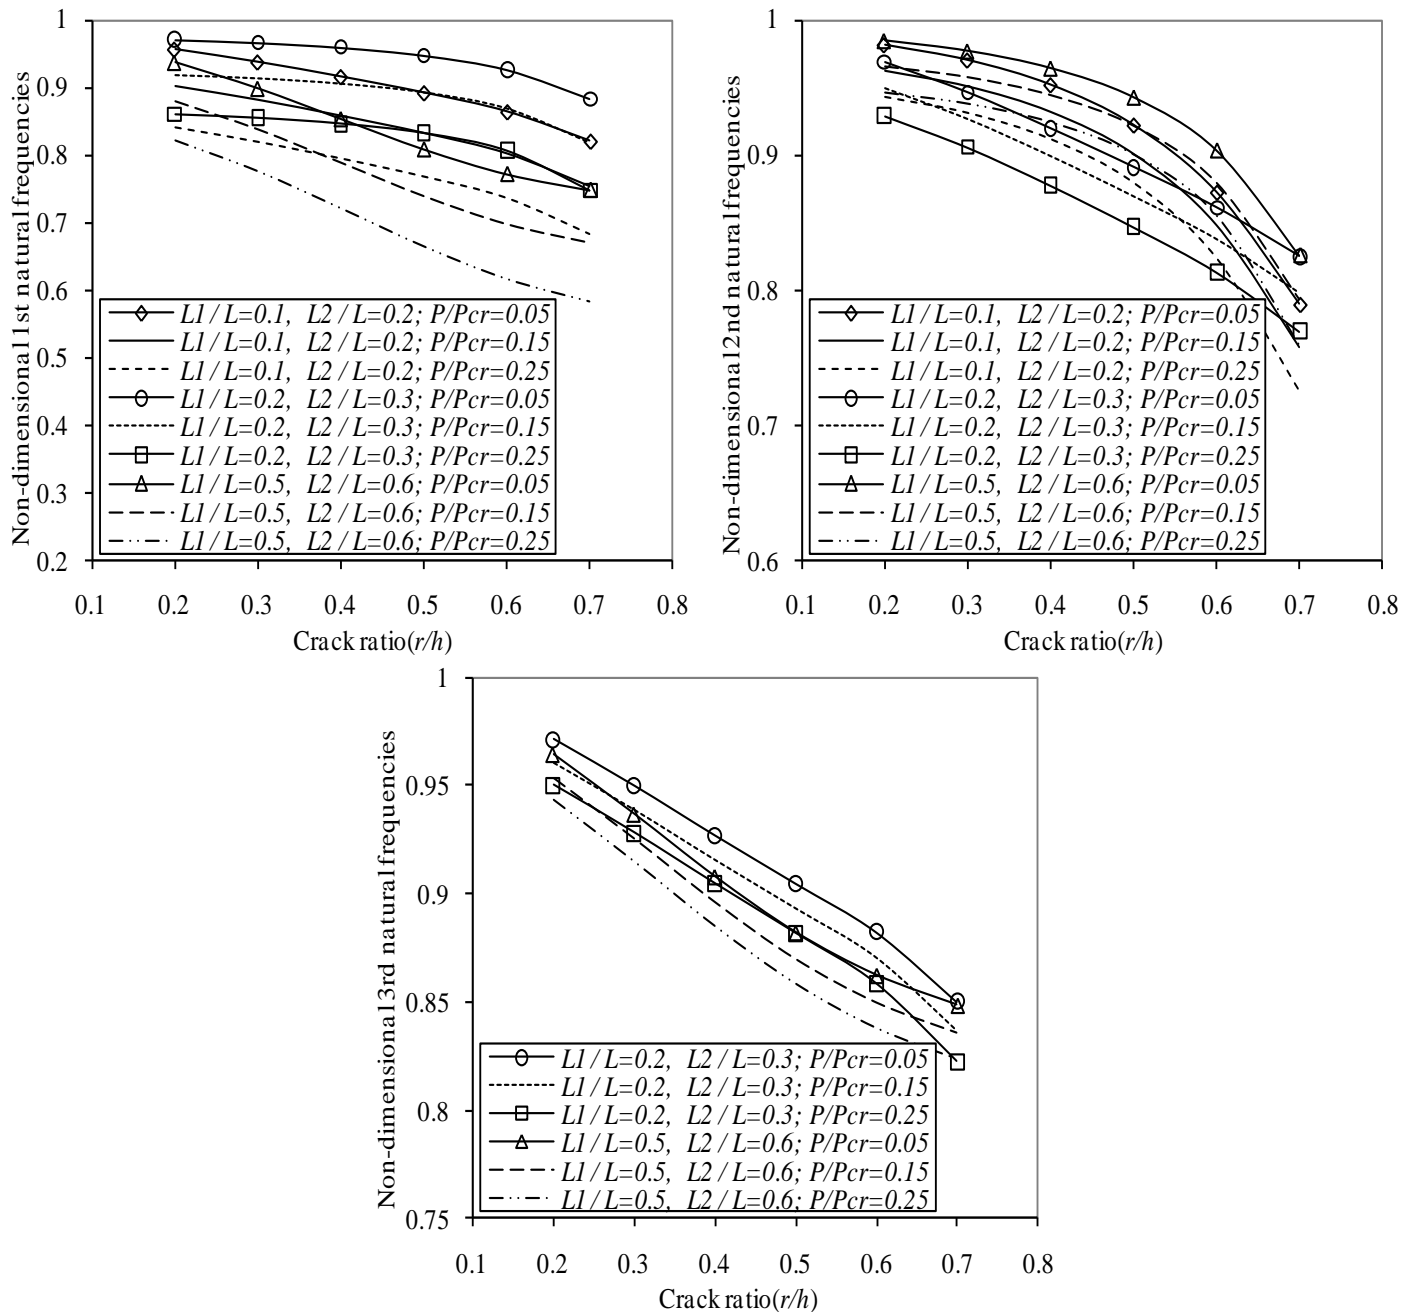 Non-dimensional 1st natural frequencies
1
0.9
0.8
0.7
0.6
0.5
0.4
0.3
0.2
L1/L=0.1, L2/L=0.2; P/Pcr=0.05
L1/L=0.1, L2/L=0.2; P/Pcr=0.15
L1/L=0.1, L2/L=0.2; P/Pcr=0.25
L1/L=0.2, L2/L=0.3; P/Pcr=0.05
L1/L=0.2, L2/L=0.3; P/Pcr=0.15
L1/L=0.2, L2/L=0.3; P/Pcr=0.25
L1/L=0.5, L2/L=0.6; P/Pcr=0.05
L1/L=0.5, L2/L=0.6; P/Pcr=0.15
L1/L=0.5, L2/L=0.6; P/Pcr=0.25
0.1 0.2 0.3 0.4 0.5 0.6 0.7 0.8
Crack ratio(r/h)
Non-dimensional 2nd natural frequencies
1
0.9
0.8
0.7
0.6
L1/L=0.1, L2/L=0.2; P/Pcr=0.05
L1/L=0.1, L2/L=0.2; P/Pcr=0.15
L1/L=0.1, L2/L=0.2; P/Pcr=0.25
L1/L=0.2, L2/L=0.3; P/Pcr=0.05
L1/L=0.2, L2/L=0.3; P/Pcr=0.15
L1/L=0.2, L2/L=0.3; P/Pcr=0.25
L1/L=0.5, L2/L=0.6; P/Pcr=0.05
L1/L=0.5, L2/L=0.6; P/Pcr=0.15
L1/L=0.5, L2/L=0.6; P/Pcr=0.25
0.1 0.2 0.3 0.4 0.5 0.6 0.7 0.8
Crack ratio(r/h)
Non-dimensional 3rd natural frequencies
1
0.95
0.9
0.85
0.8
0.75
L1/L=0.2, L2/L=0.3; P/Pcr=0.05
L1/L=0.2, L2/L=0.3; P/Pcr=0.15
L1/L=0.2, L2/L=0.3; P/Pcr=0.25
L1/L=0.5, L2/L=0.6; P/Pcr=0.05
L1/L=0.5, L2/L=0.6; P/Pcr=0.15
L1/L=0.5, L2/L=0.6; P/Pcr=0.25
0.1 0.2 0.3 0.4 0.5 0.6 0.7 0.8
Crack ratio(r/h)